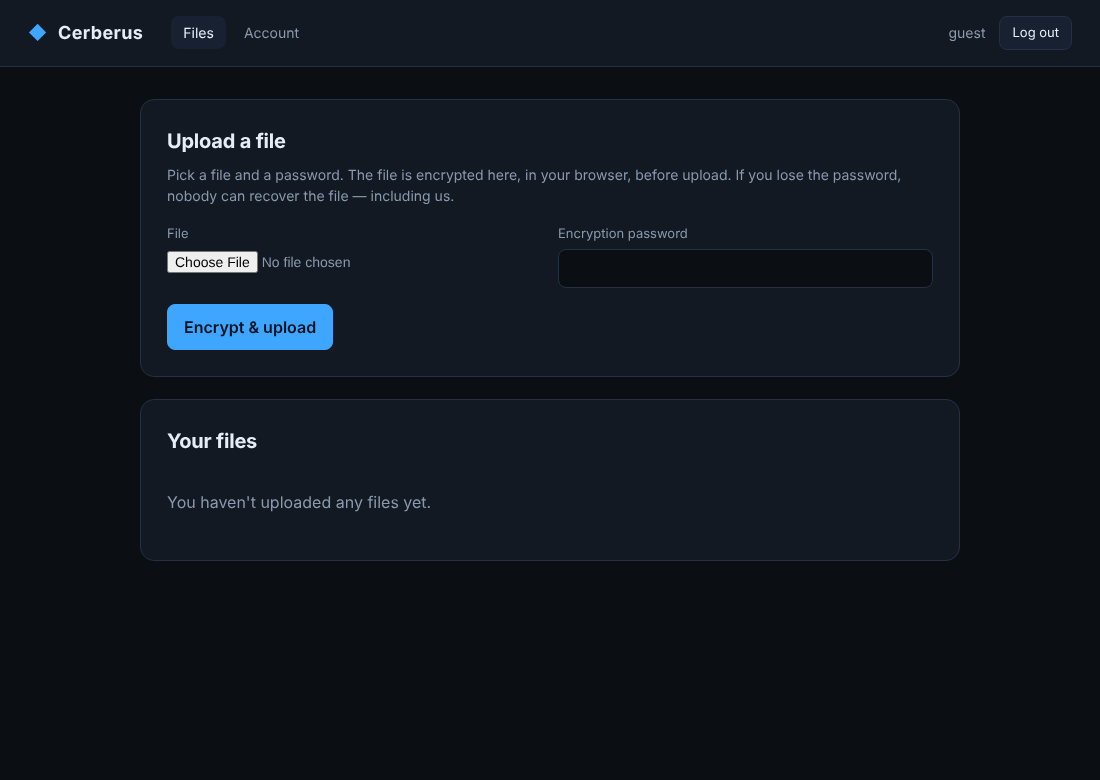 Cerberus Files Account guest Log out
Upload a file
Pick a file and a password. The file is encrypted here, in your browser, before upload. If you lose the password,
nobody can recover the file — including us.
File Encryption password
Choose File No file chosen
Encrypt & upload
Your files
You haven't uploaded any files yet.